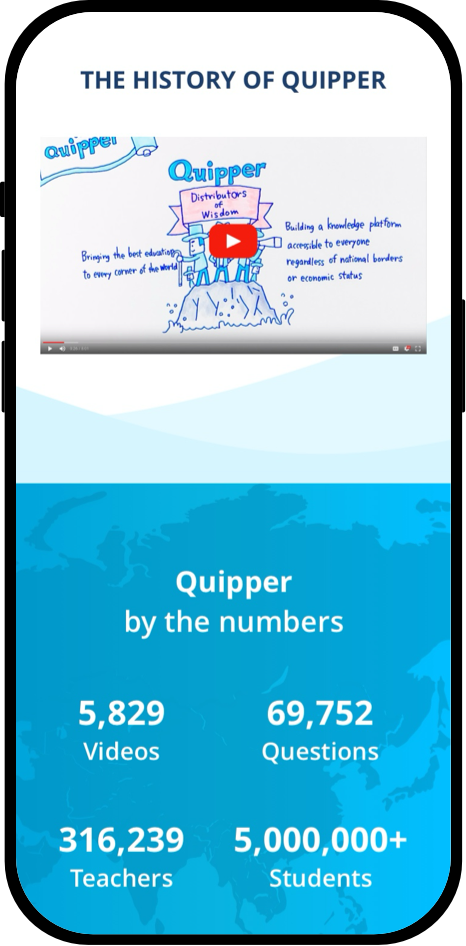 THE HISTORY OF QUIPPER
Quipper
Quipper
Distributors
of
Wisdom
Bringing the best education
to every corner of the world
Building a knowledge platform
accessible to everyone
regardless of national borders
or economic status
Quipper
by the numbers
5,829
Videos
69,752
Questions
316,239
Teachers
5,000,000+
Students